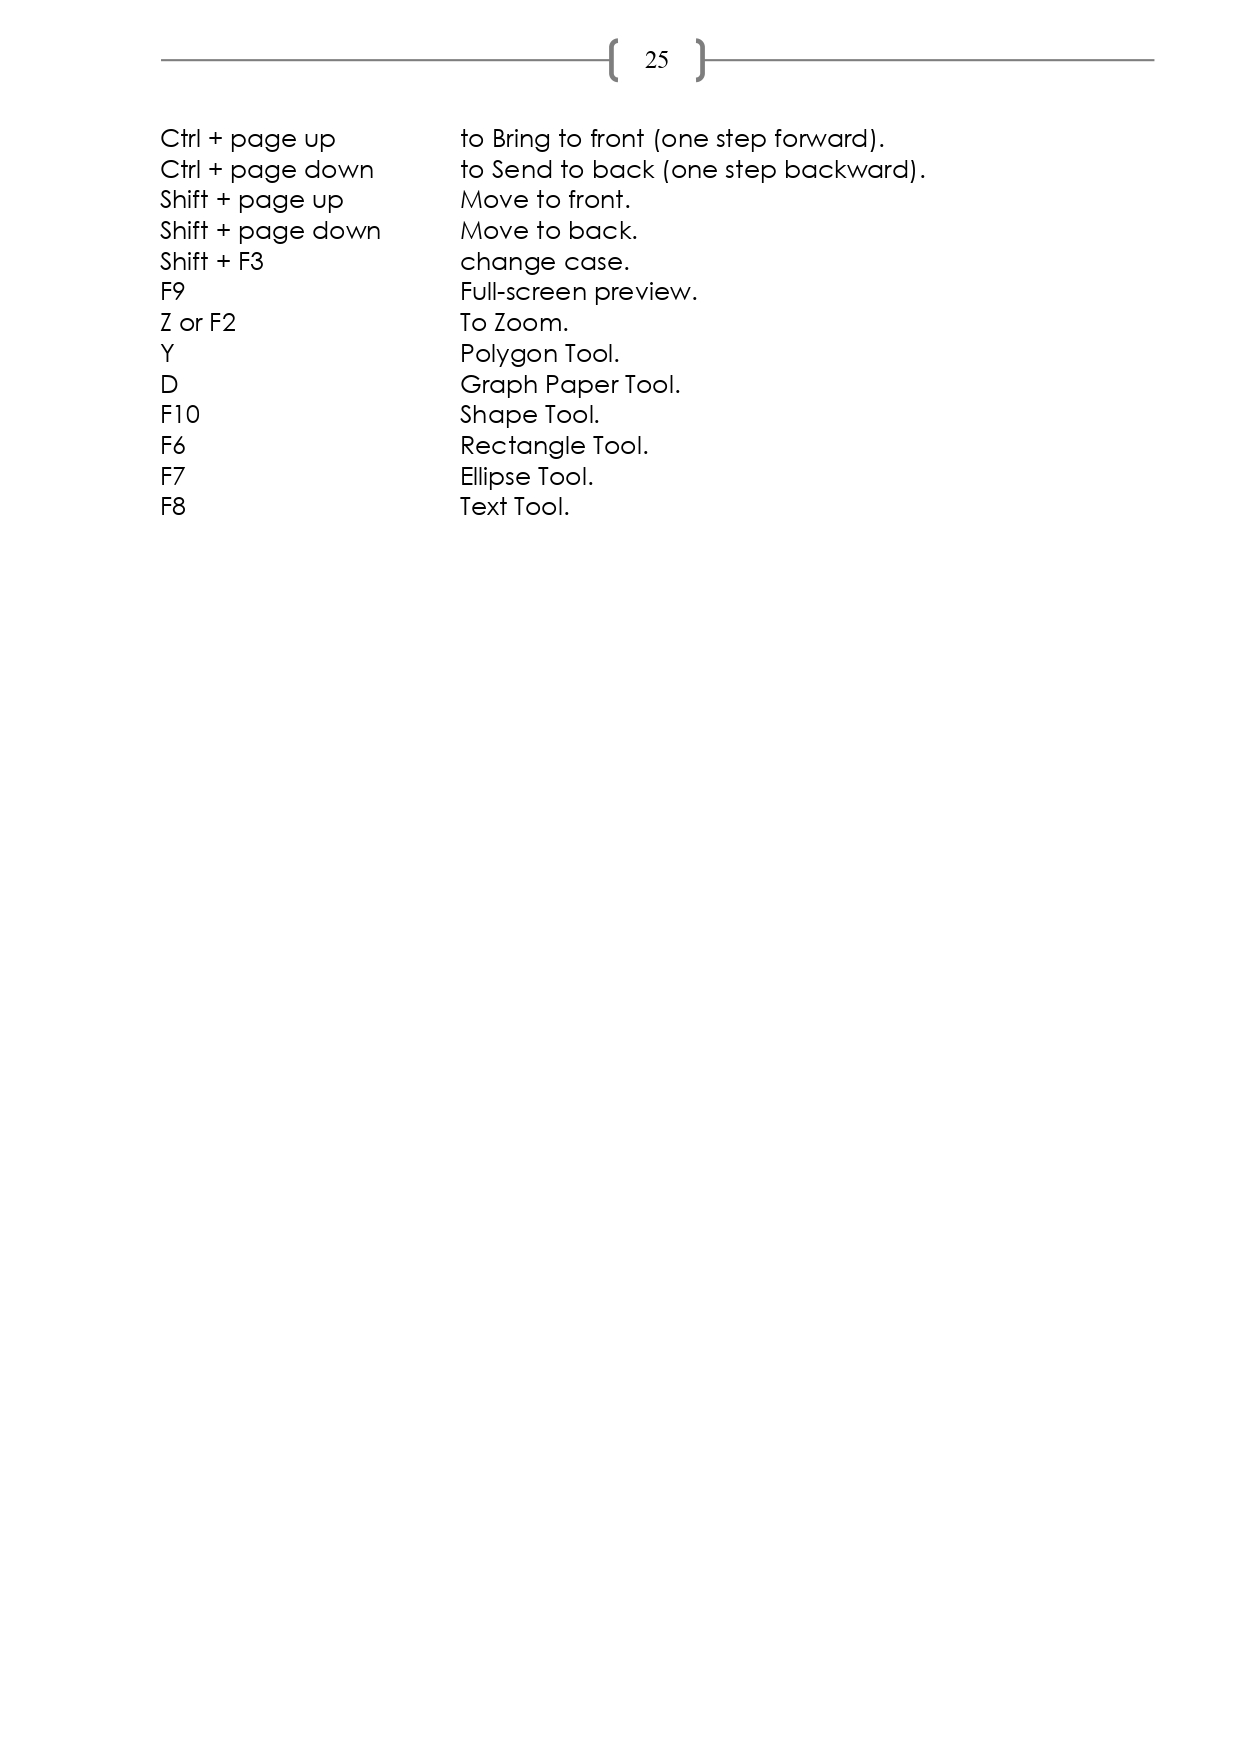 25
Ctrl + page up to Bring to front (one step forward).
Ctrl + page down to Send to back (one step backward).
Shift + page up Move to front.
Shift + page down Move to back.
Shift + F3 change case.
F9 Full-screen preview.
Z or F2 To Zoom.
Y Polygon Tool.
D Graph Paper Tool.
F10 Shape Tool.
F6 Rectangle Tool.
F7 Ellipse Tool.
F8 Text Tool.